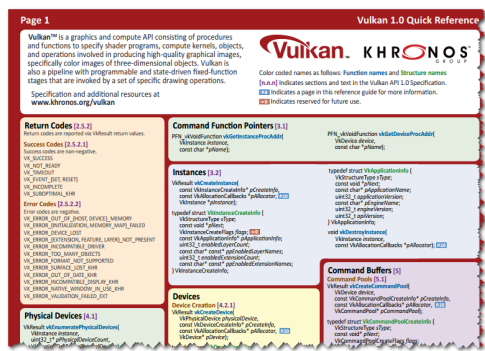 Page 1
Vulkan 1.0 Quick Reference
Vulkan™ is a graphics and compute API consisting of procedures
and functions to specify shader programs, compute kernels, objects,
and operations involved in producing high-quality graphical images,
specifically color images of three-dimensional objects. Vulkan is
also a pipeline with programmable and state-driven fixed-function
stages that are invoked by a set of specific drawing operations.
Specification and additional resources at
www.khronos.org/vulkan
Vulkan™
KHRONOS
GROUP
Color coded names as follows: Function names and Structure names
[n.n.n] Indicates sections and text in the Vulkan API 1.0 Specification.
Indicates a page in this reference guide for more information.
Indicates reserved for future use.
Return Codes [2.5.2]
Return codes are reported via VkResult return values.
Success Codes [2.5.2.1]
Success codes are non-negative.
VK_SUCCESS
VK_NOT_READY
VK_TIMEOUT
VK_EVENT_{SET, RESET}
VK_INCOMPLETE
VK_SUBOPTIMAL_KHR
Error Codes [2.5.2.2]
Error codes are negative.
VK_ERROR_OUT_OF_{HOST, DEVICE}_MEMORY
VK_ERROR_{INITIALIZATION, MEMORY_MAP}_FAILED
VK_ERROR_DEVICE_LOST
VK_ERROR_{EXTENSION, FEATURE, LAYER}_NOT_PRESENT
VK_ERROR_INCOMPATIBLE_DRIVER
VK_ERROR_TOO_MANY_OBJECTS
VK_ERROR_FORMAT_NOT_SUPPORTED
VK_ERROR_SURFACE_LOST_KHR
VK_ERROR_OUT_OF_DATE_KHR
VK_ERROR_INCOMPATIBLE_DISPLAY_KHR
VK_ERROR_NATIVE_WINDOW_IN_USE_KHR
VK_ERROR_VALIDATION_FAILED_EXT
Physical Devices [4.1]
VkResult vkEnumeratePhysicalDevices(
VkInstance instance,
uint32_t* pPhysicalDeviceCount,
Command Function Pointers [3.1]
PFN_vkVoidFunction vkGetInstanceProcAddr(
VkInstance instance,
const char *pName);
PFN_vkVoidFunction vkGetDeviceProcAddr(
VkDevice device,
const char *pName);
Instances [3.2]
VkResult vkCreateInstance(
const VkInstanceCreateInfo* pCreateInfo,
const VkAllocationCallbacks *pAllocator,
VkInstance *pInstance);
typedef struct VkInstanceCreateInfo {
VkStructureType sType;
const void *pNext;
VkInstanceCreateFlags flags;
const VkApplicationInfo* pApplicationInfo;
uint32_t enabledLayerCount;
const char* const* ppEnabledLayerNames;
uint32_t enabledExtensionCount;
const char* const* ppEnabledExtensionNames;
} VkInstanceCreateInfo;
typedef struct VkApplicationInfo {
VkStructureType sType;
const void *pNext;
const char* pApplicationName;
uint32_t applicationVersion;
const char* pEngineName;
uint32_t engineVersion;
uint32_t apiVersion;
} VkApplicationInfo;
void vkDestroyInstance(
VkInstance instance,
const VkAllocationCallbacks *pAllocator);
Devices
Device Creation [4.2.1]
VkResult vkCreateDevice(
VkPhysicalDevice physicalDevice,
const VkDeviceCreateInfo* pCreateInfo,
const VkAllocationCallbacks* pAllocator,
VkDevice* pDevice);
Command Buffers [5]
Command Pools [5.1]
VkResult vkCreateCommandPool(
VkDevice device,
const VkCommandPoolCreateInfo* pCreateInfo,
const VkAllocationCallbacks* pAllocator,
VkCommandPool* pCommandPool);
typedef struct VkCommandPoolCreateInfo {
VkStructureType sType;
const void* pNext;
VkCommandPoolCreateFlags flags;